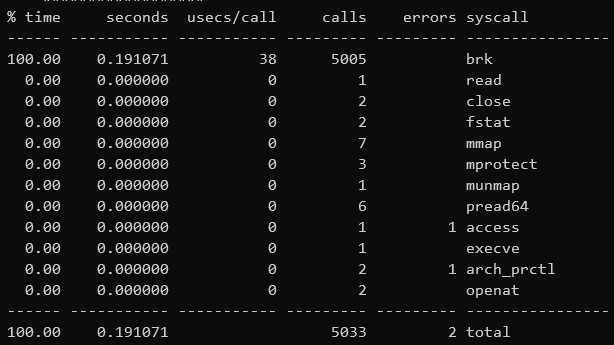 % time     seconds  usecs/call     calls    errors syscall
------ ----------- ----------- --------- --------- ----------------
100.00    0.191071          38      5005           brk
  0.00    0.000000           0         1           read
  0.00    0.000000           0         2           close
  0.00    0.000000           0         2           fstat
  0.00    0.000000           0         7           mmap
  0.00    0.000000           0         3           mprotect
  0.00    0.000000           0         1           munmap
  0.00    0.000000           0         6           pread64
  0.00    0.000000           0         1         1 access
  0.00    0.000000           0         1           execve
  0.00    0.000000           0         2         1 arch_prctl
  0.00    0.000000           0         2           openat
------ ----------- ----------- --------- --------- ----------------
100.00    0.191071                  5033         2 total